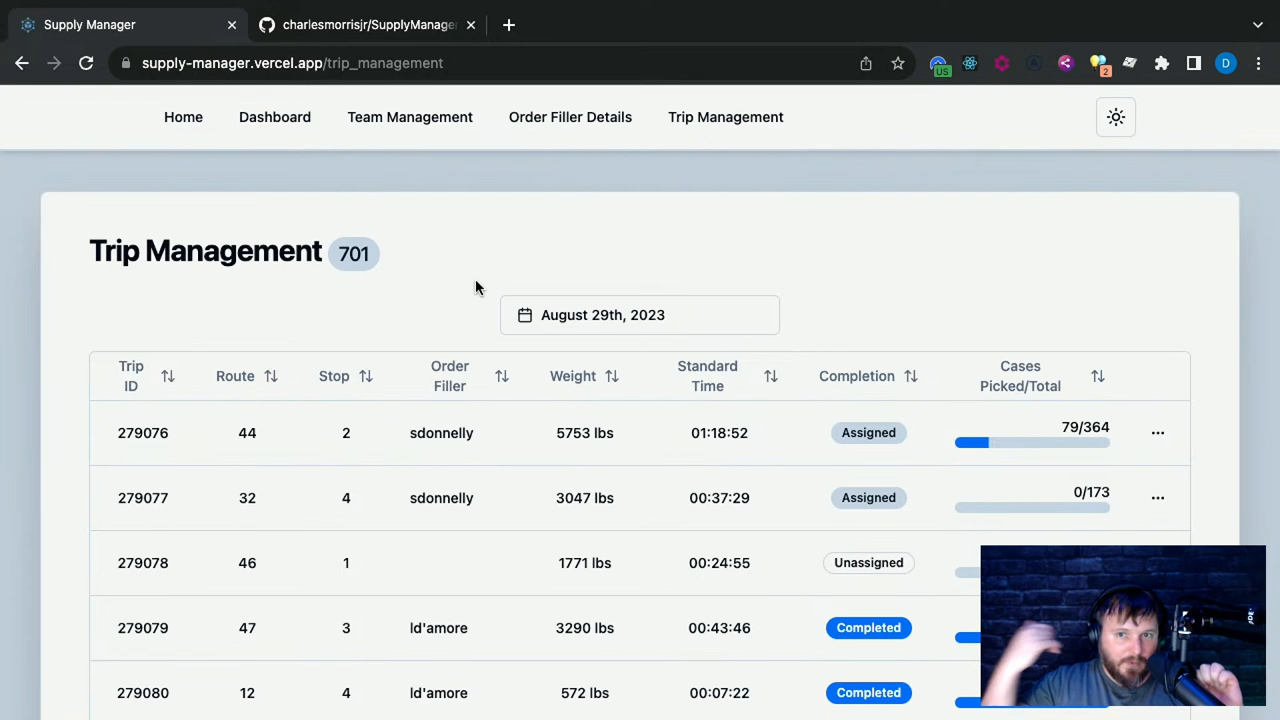 Supply Manager
charlesmorrisjr/SupplyManage
supply-manager.vercel.app/trip_management
US
2
D
Home
Dashboard
Team Management
Order Filler Details
Trip Management
Trip Management 701
August 29th, 2023
Trip ID
Route
Stop
Order Filler
Weight
Standard Time
Completion
Cases Picked/Total
279076 44 2 sdonnelly 5753 lbs 01:18:52 Assigned 79/364 ...
279077 32 4 sdonnelly 3047 lbs 00:37:29 Assigned 0/173 ...
279078 46 1 1771 lbs 00:24:55 Unassigned
279079 47 3 ld'amore 3290 lbs 00:43:46 Completed
279080 12 4 ld'amore 572 lbs 00:07:22 Completed